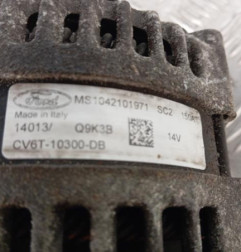 Ford MS1042101971 SC2
Made in Italy
14013/ Q9K3B
14V
CV6T-10300-DB